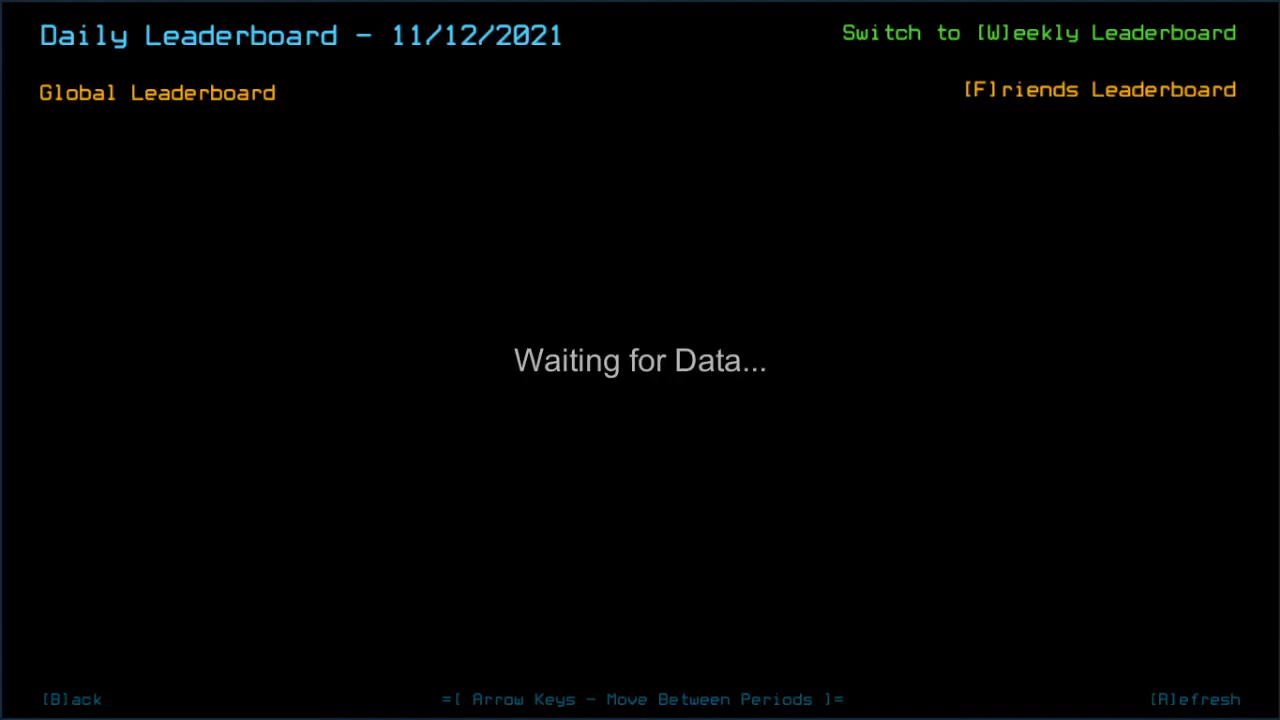 Daily Leaderboard - 11/12/2021
Switch to [W]eekly Leaderboard
Global Leaderboard
[F]riends Leaderboard
Waiting for Data...
[B]ack
=[ Arrow Keys - Move Between Periods ]=
[R]efresh